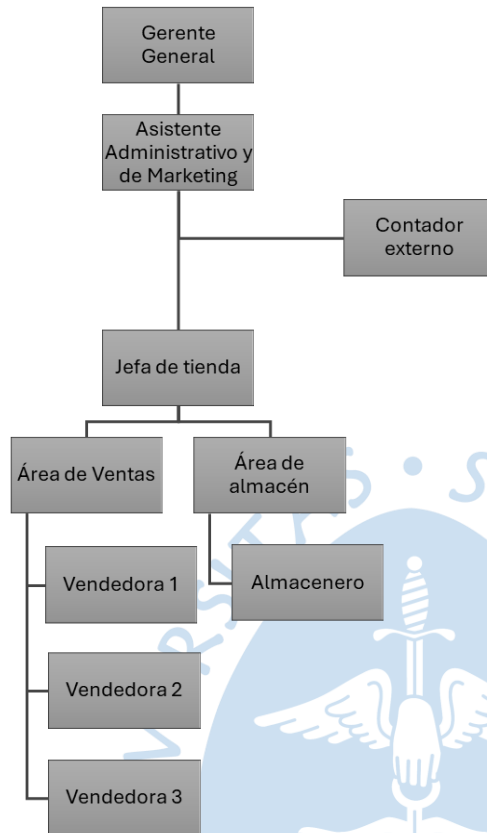 Gerente
General
Asistente
Administrativo y
de Marketing
Contador
externo
Jefa de tienda
Área de Ventas
Área de
almacén
Vendedora 1
Almacenero
Vendedora 2
Vendedora 3